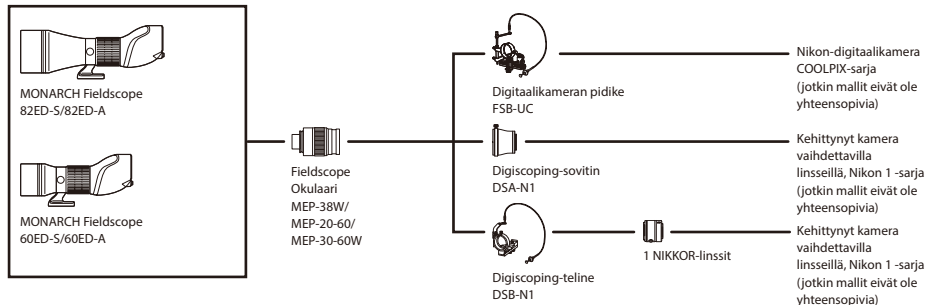 MONARCH Fieldscope
82ED-S/82ED-A
MONARCH Fieldscope
60ED-S/60ED-A
Fieldscope
Okulaari
MEP-38W/
MEP-20-60/
MEP-30-60W
Digitaalikameran pidike
FSB-UC
Digiscoping-sovitin
DSA-N1
Digiscoping-teline
DSB-N1
1 NIKKOR-linssit
Nikon-digitaalikamera
COOLPIX-sarja
(jotkin mallit eivät ole
yhteensopivia)
Kehittynyt kamera
vaihdettavilla
linsseillä, Nikon 1 -sarja
(jotkin mallit eivät ole
yhteensopivia)
Kehittynyt kamera
vaihdettavilla
linsseillä, Nikon 1 -sarja
(jotkin mallit eivät ole
yhteensopivia)